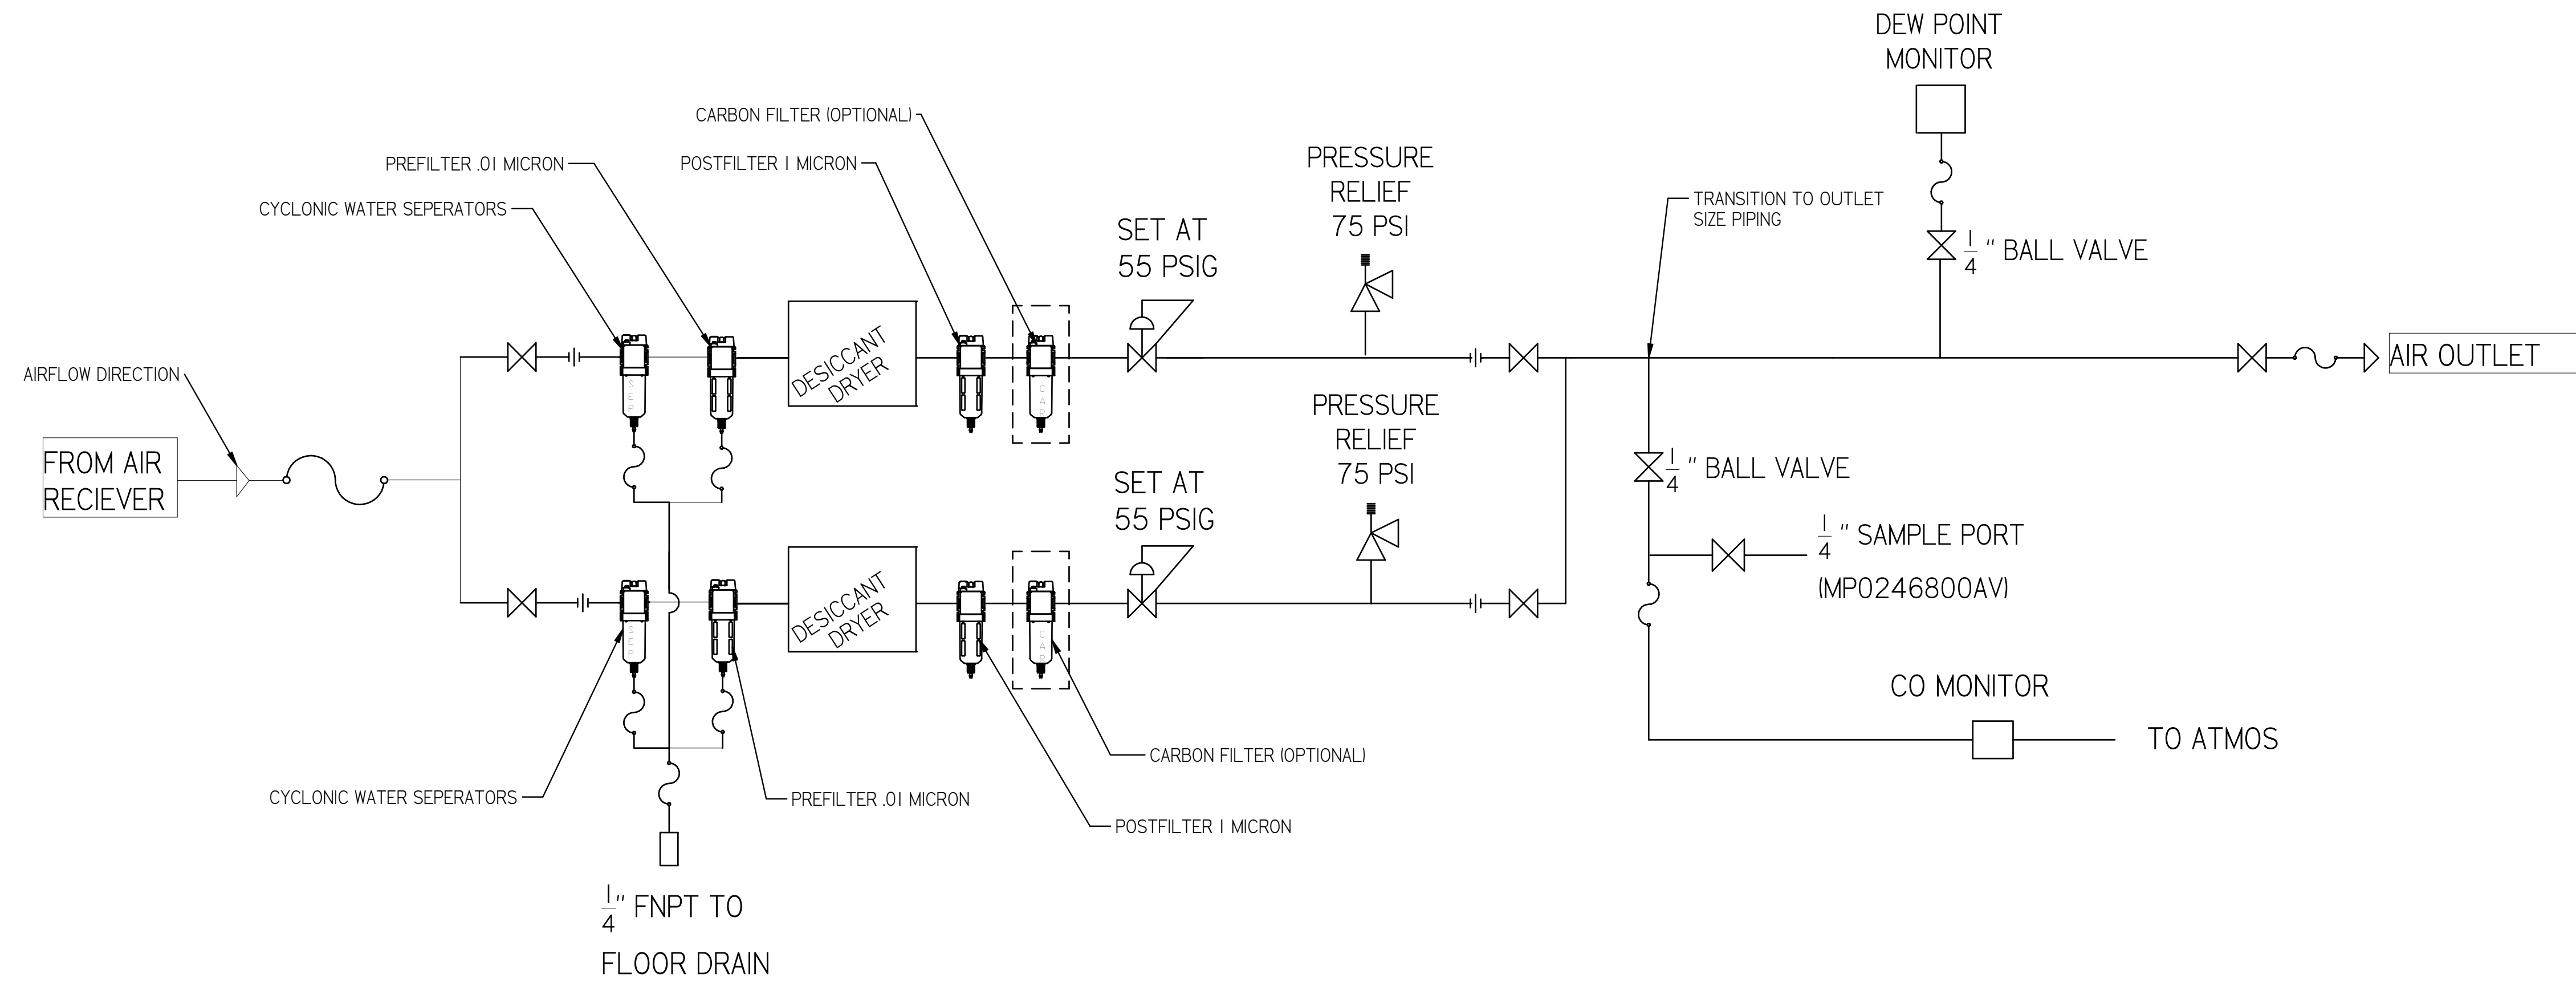 DEW POINT
MONITOR
CARBON FILTER (OPTIONAL)
PREFILTER .01 MICRON
POSTFILTER 1 MICRON
CYCLONIC WATER SEPERATORS
PRESSURE
RELIEF
75 PSI
SET AT
55 PSIG
TRANSITION TO OUTLET
SIZE PIPING
1/4 " BALL VALVE
AIRFLOW DIRECTION
FROM AIR
RECIEVER
SEP
DESICCANT
DRYER
CAR
AIR OUTLET
PRESSURE
RELIEF
75 PSI
SET AT
55 PSIG
1/4 " BALL VALVE
1/4 " SAMPLE PORT
(MP0246800AV)
SEP
DESICCANT
DRYER
CAR
CO MONITOR
TO ATMOS
CARBON FILTER (OPTIONAL)
CYCLONIC WATER SEPERATORS
PREFILTER .01 MICRON
POSTFILTER 1 MICRON
1/4" FNPT TO
FLOOR DRAIN